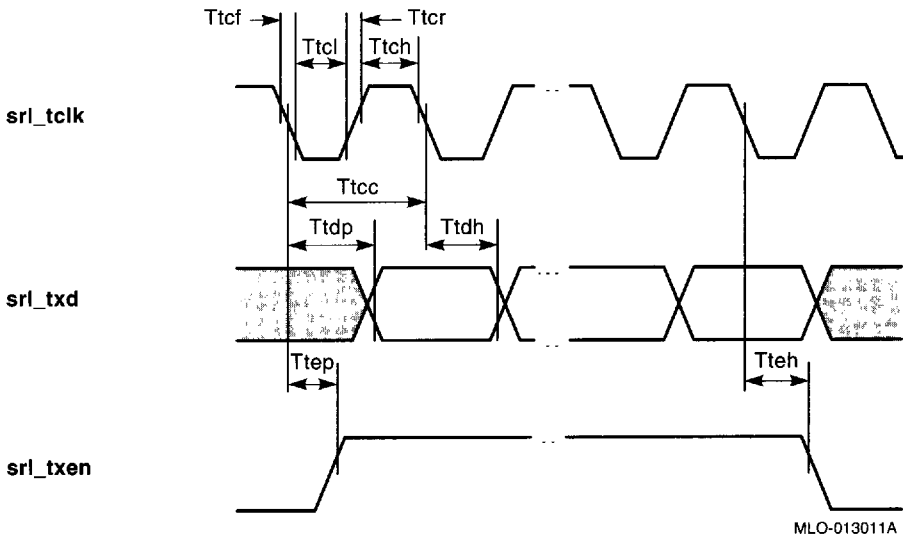 Ttcf
Ttcr
Ttcl
Ttch
srl_tclk
Ttcc
Ttdp
Ttdh
srl_txd
Ttep
Tteh
srl_txen
MLO-013011A